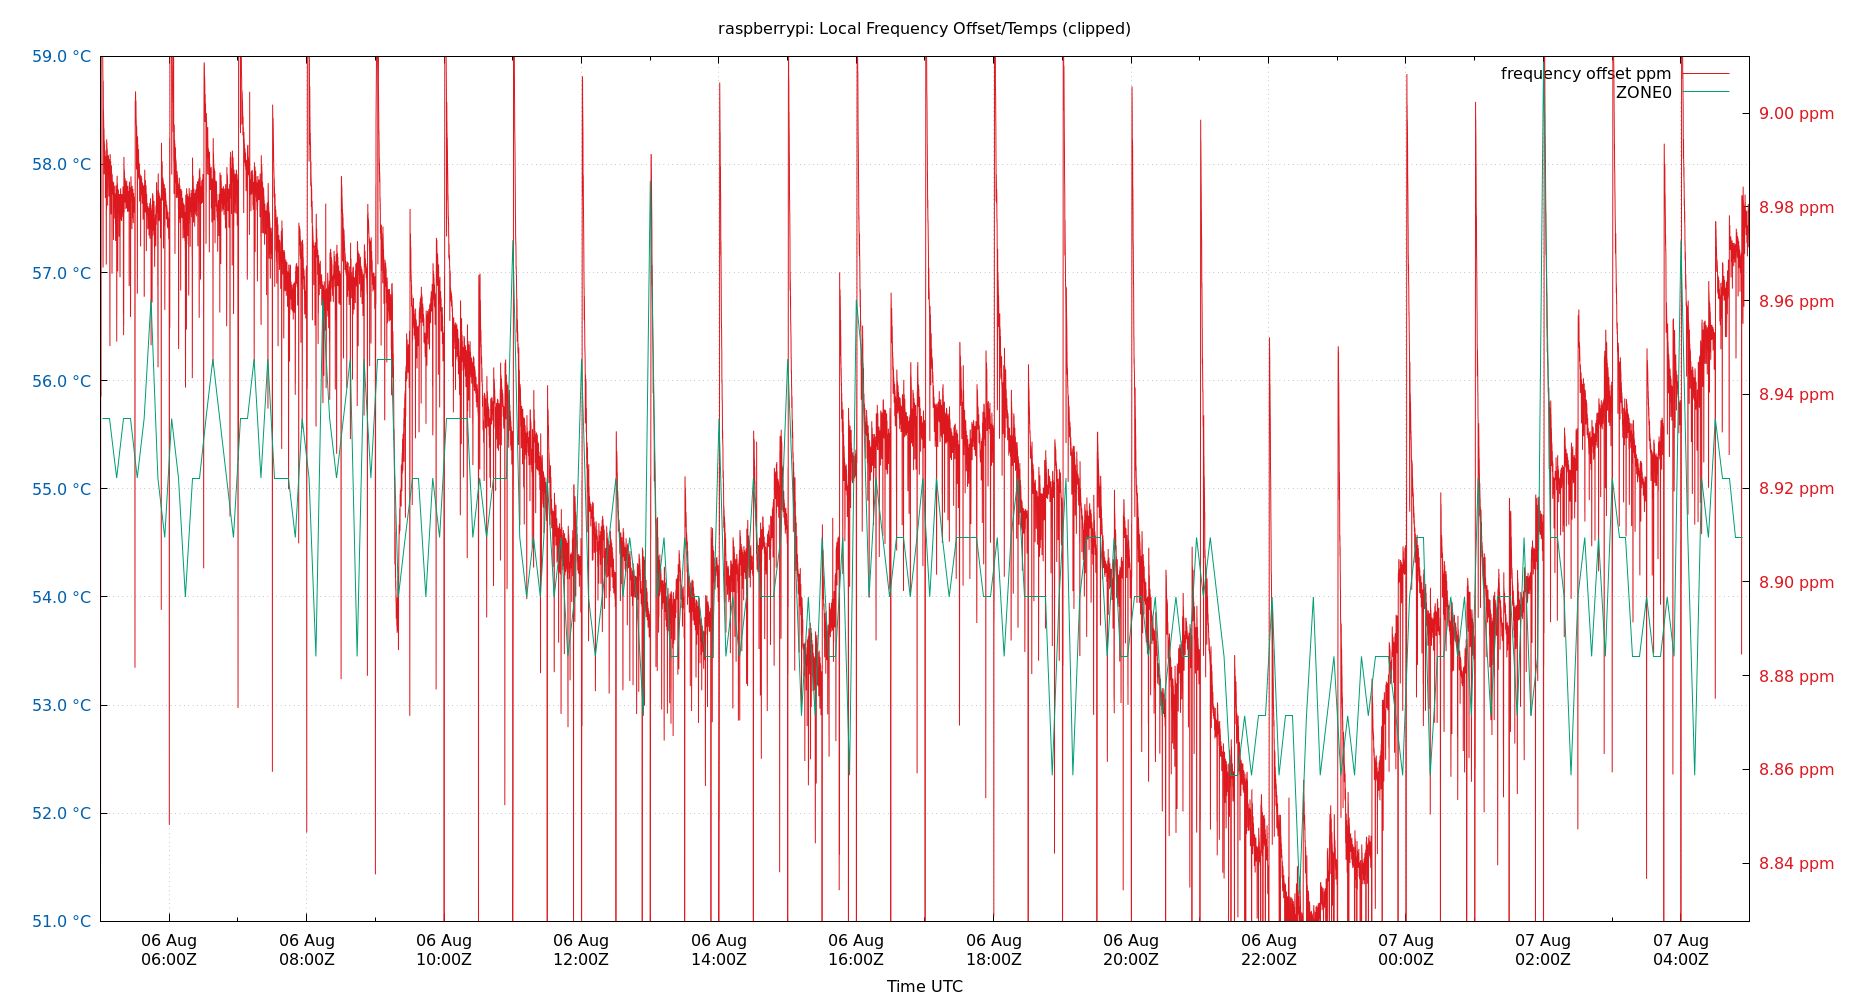 raspberrypi: Local Frequency Offset/Temps (clipped)
59.0 °C
58.0 °C
57.0 °C
56.0 °C
55.0 °C
54.0 °C
53.0 °C
52.0 °C
51.0 °C
frequency offset ppm
ZONE0
9.00 ppm
8.98 ppm
8.96 ppm
8.94 ppm
8.92 ppm
8.90 ppm
8.88 ppm
8.86 ppm
8.84 ppm
06 Aug
06:00Z
06 Aug
08:00Z
06 Aug
10:00Z
06 Aug
12:00Z
06 Aug
14:00Z
06 Aug
16:00Z
06 Aug
18:00Z
06 Aug
20:00Z
06 Aug
22:00Z
07 Aug
00:00Z
07 Aug
02:00Z
07 Aug
04:00Z
Time UTC